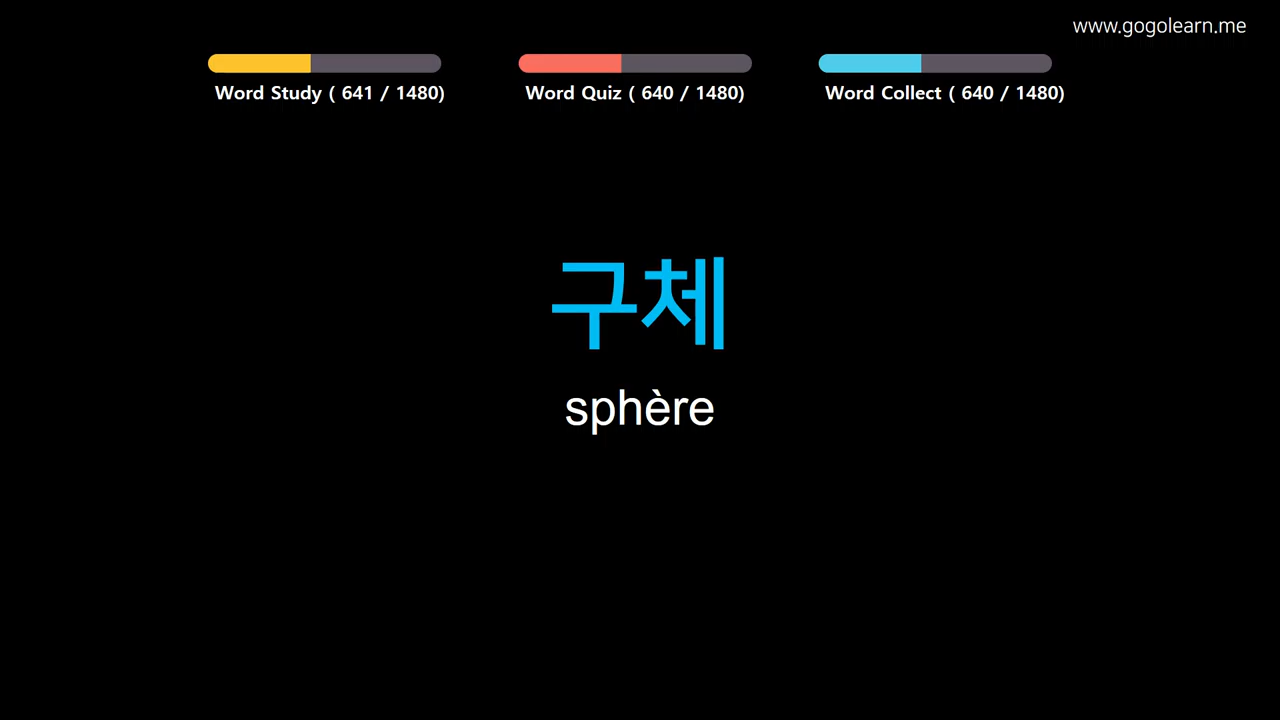 www.gogolearn.me
Word Study ( 641 / 1480)
Word Quiz ( 640 / 1480)
Word Collect ( 640 / 1480)
구체
sphère